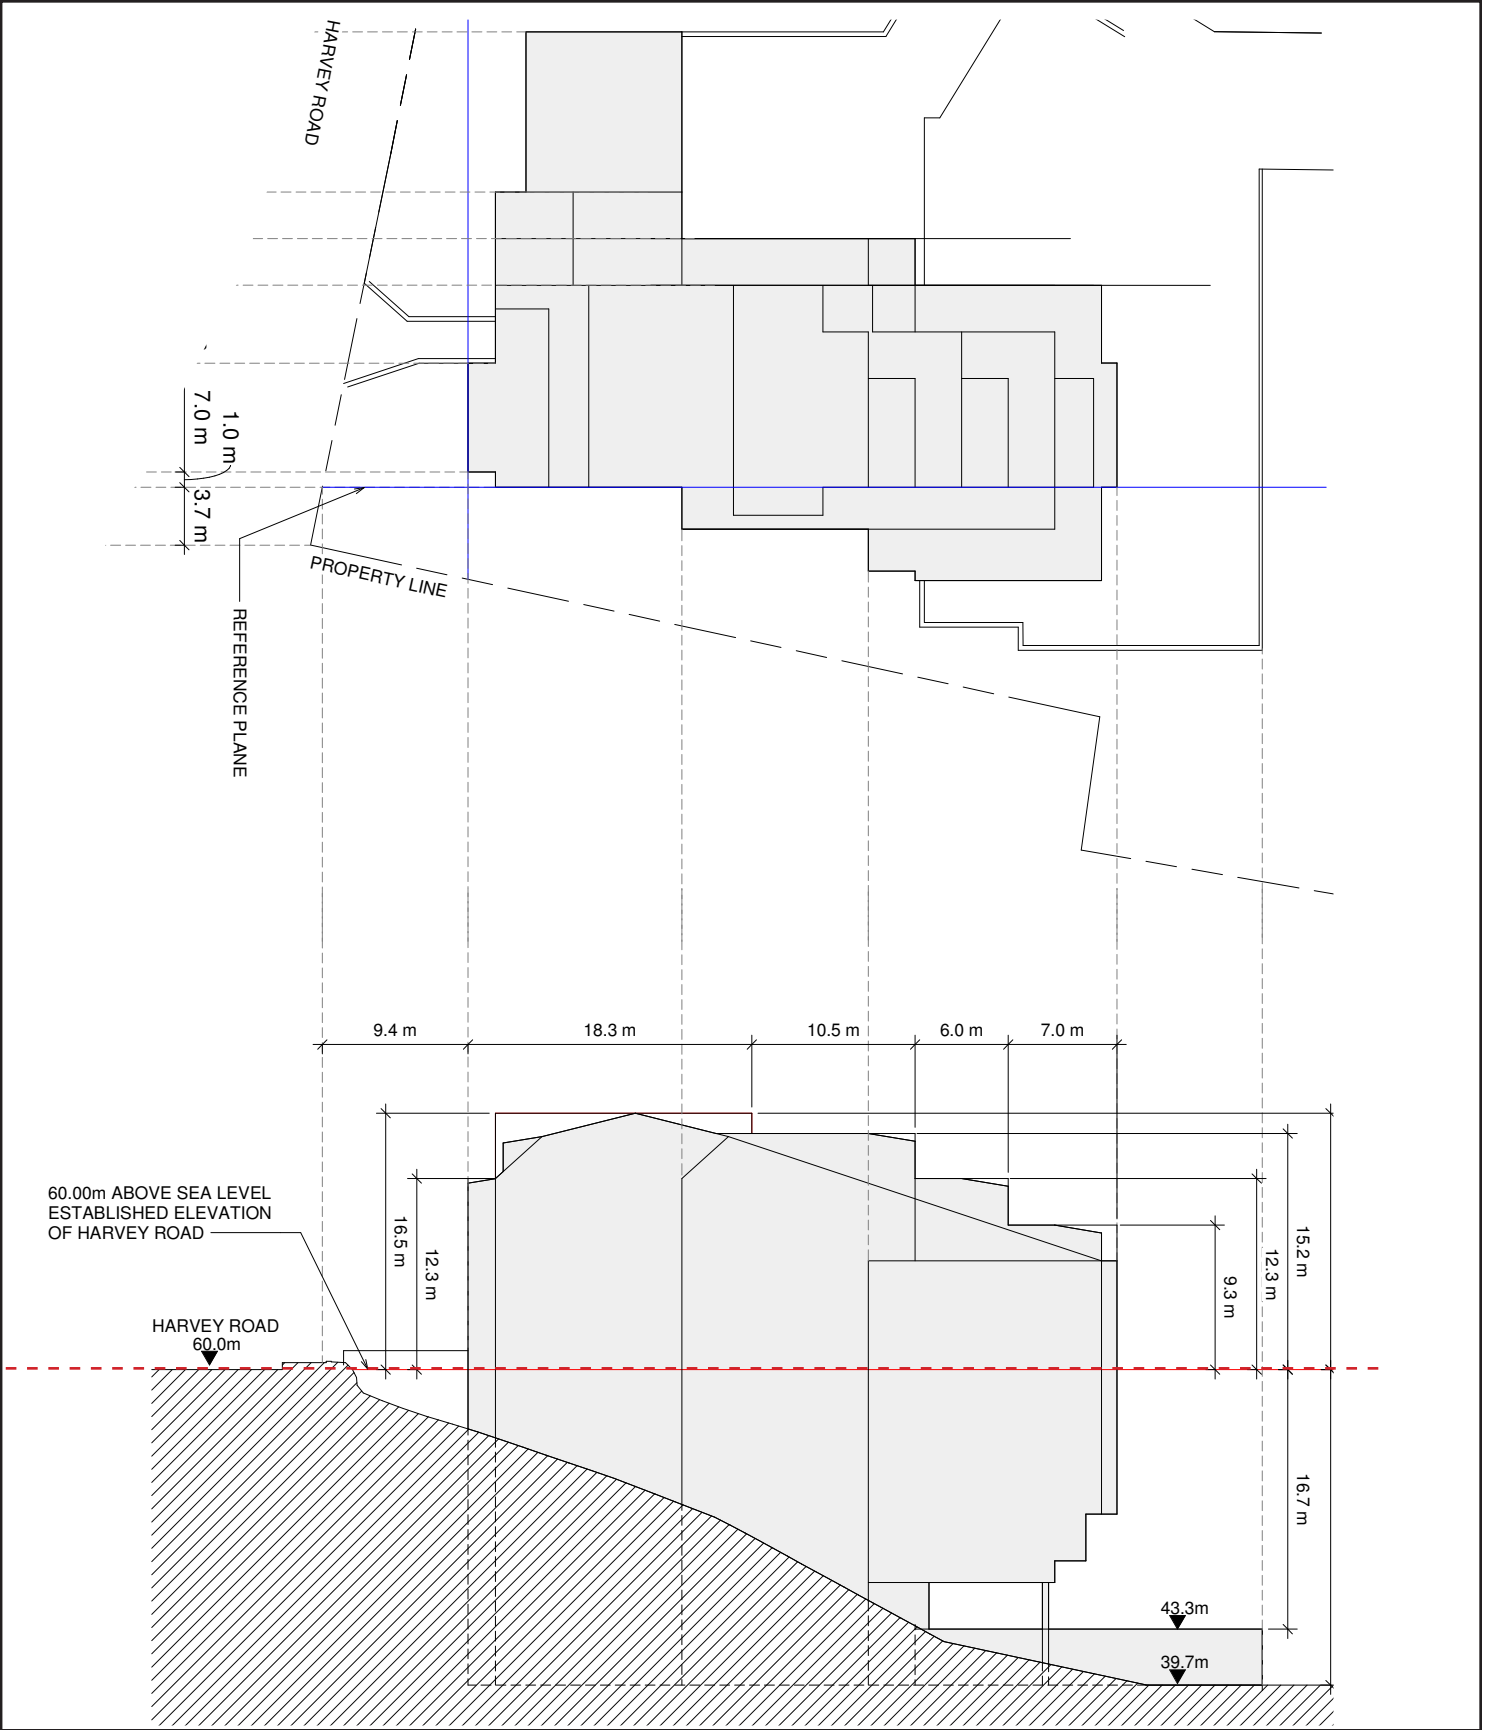 HARVEY ROAD
1.0 m
7.0 m
3.7 m
PROPERTY LINE
REFERENCE PLANE
9.4 m
18.3 m
10.5 m
6.0 m
7.0 m
60.00m ABOVE SEA LEVEL
ESTABLISHED ELEVATION
OF HARVEY ROAD
16.5 m
12.3 m
15.2 m
12.3 m
9.3 m
HARVEY ROAD
60.0m
16.7 m
43.3m
39.7m